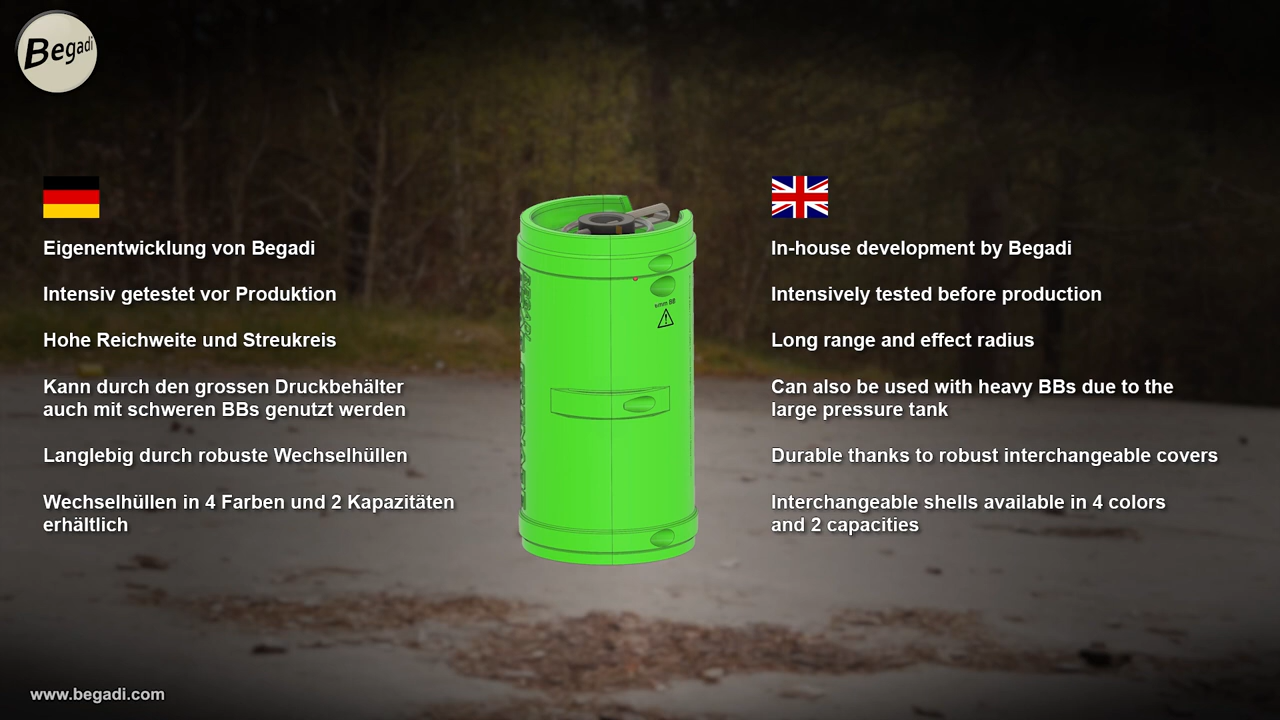 Begadi
Eigenentwicklung von Begadi
Intensiv getestet vor Produktion
Hohe Reichweite und Streukreis
Kann durch den grossen Druckbehälter
auch mit schweren BBs genutzt werden
Langlebig durch robuste Wechselhüllen
Wechselhüllen in 4 Farben und 2 Kapazitäten
erhältlich
In-house development by Begadi
Intensively tested before production
Long range and effect radius
Can also be used with heavy BBs due to the
large pressure tank
Durable thanks to robust interchangeable covers
Interchangeable shells available in 4 colors
and 2 capacities
BB
www.begadi.com